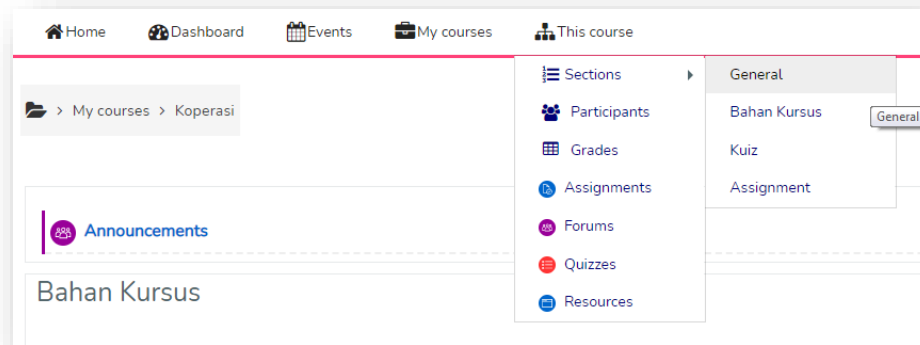 Home Dashboard Events My courses This course
Sections General
> My courses > Koperasi
Participants Bahan Kursus
General
Grades Kuiz
Assignments Assignment
Announcements
Forums
Quizzes
Bahan Kursus
Resources